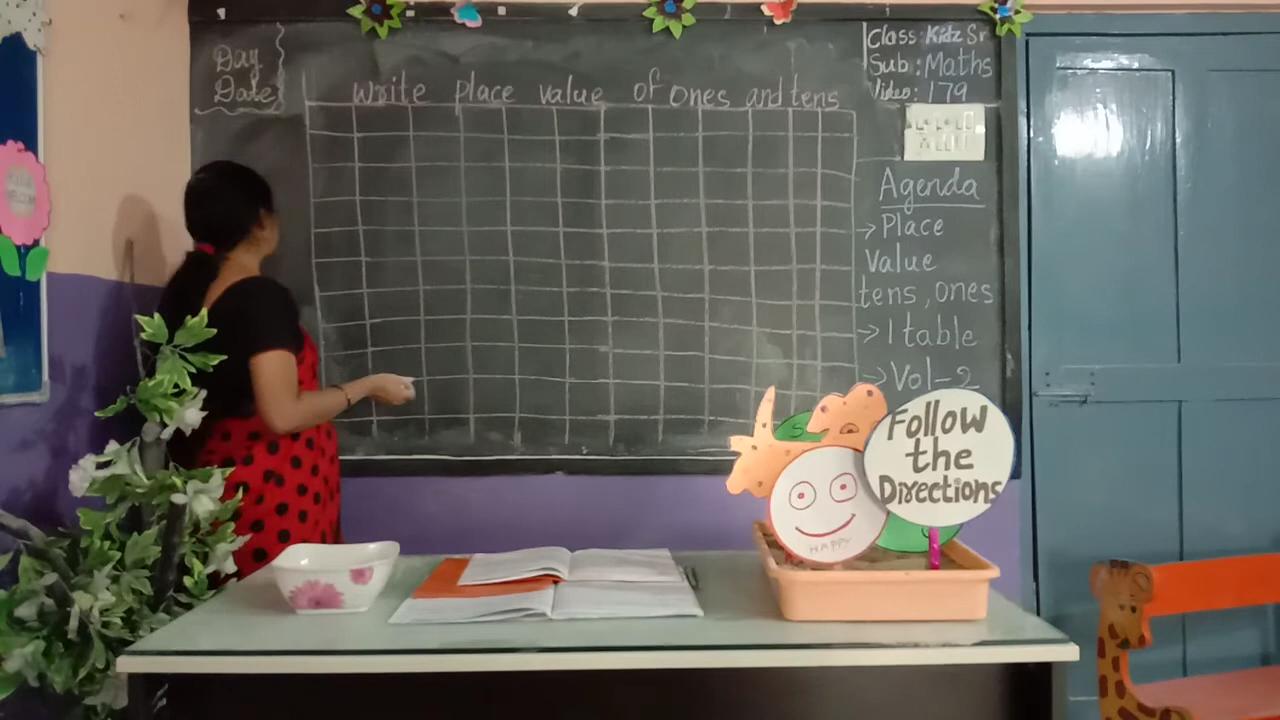 Day
Date
write place value of ones and tens
Class: Kidz Sr
Sub: Maths
Video: 179
Agenda
→ Place
Value
tens, ones
→ 1 table
→ Vol-2
Follow
the
Directions
HAPPY